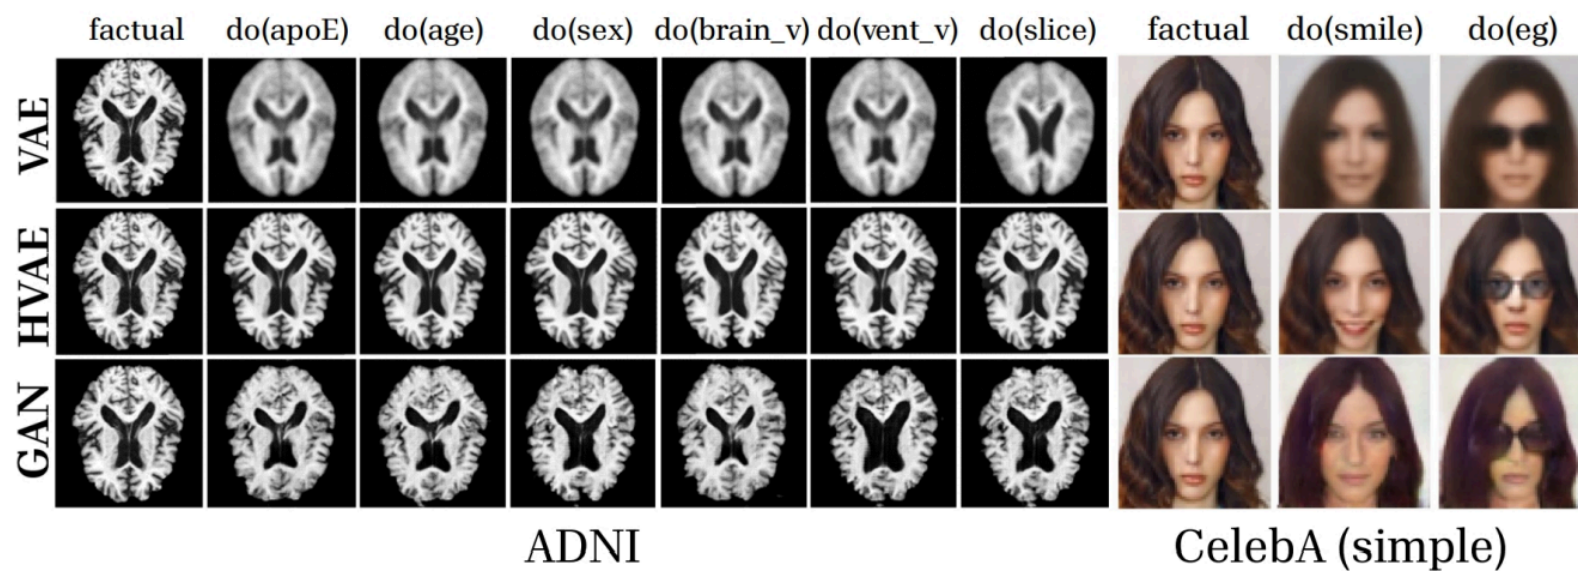 factual do(apoE) do(age) do(sex) do(brain_v) do(vent_v) do(slice) factual do(smile) do(eg)
VAE
HVAE
GAN
ADNI CelebA (simple)